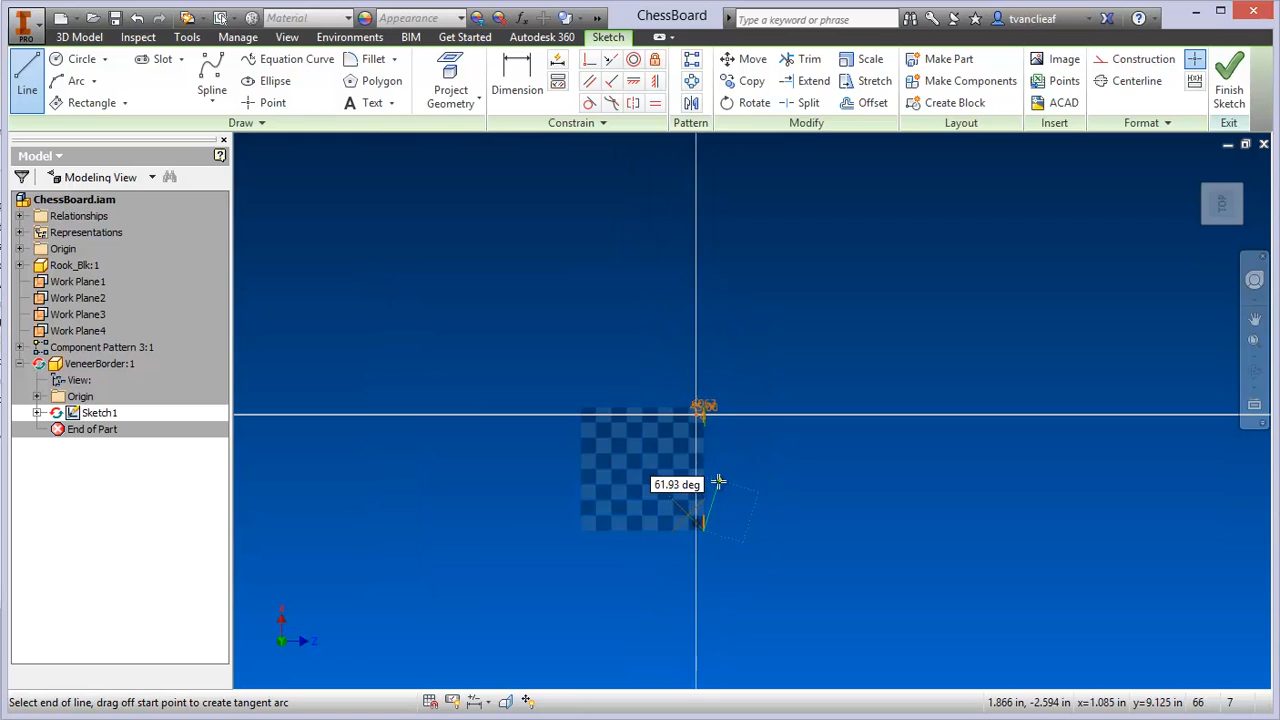 Material
Appearance
ChessBoard
Type a keyword or phrase
tvanclieaf
PRO
3D Model
Inspect
Tools
Manage
View
Environments
BIM
Get Started
Autodesk 360
Sketch
Line
Circle
Arc
Rectangle
Slot
Spline
Equation Curve
Ellipse
Point
Fillet
Polygon
Text
Project
Geometry
Dimension
Move
Copy
Rotate
Trim
Extend
Split
Scale
Stretch
Offset
Make Part
Make Components
Create Block
Image
Points
ACAD
Construction
Centerline
Finish
Sketch
Draw
Constrain
Pattern
Modify
Layout
Insert
Format
Exit
Model
Modeling View
ChessBoard.iam
Relationships
Representations
Origin
Rook_Blk:1
Work Plane1
Work Plane2
Work Plane3
Work Plane4
Component Pattern 3:1
VeneerBorder:1
View:
Origin
Sketch1
End of Part
TOP
61.93 deg
Z
Select end of line, drag off start point to create tangent arc
1.866 in, -2.594 in
x=1.085 in
y=9.125 in
66
7